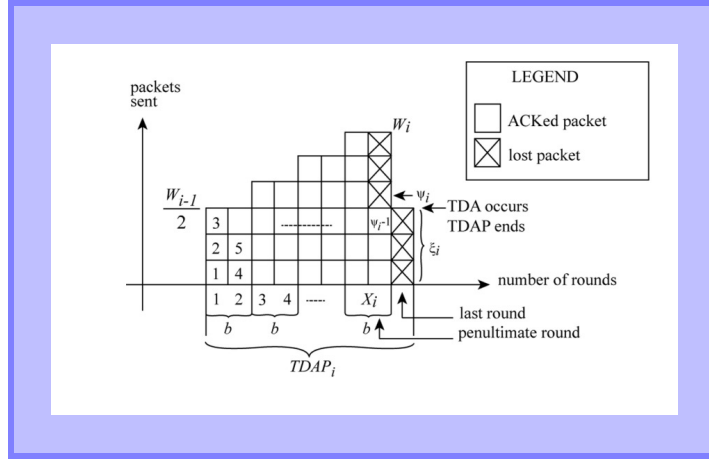 LEGEND
packets
sent
ACKed packet
lost packet
W_i
ψ_i
W_{i-1}
2
TDA occurs
TDAP ends
3
ψ_i-1
ξ_i
2 5
1 4
number of rounds
1 2 3 4 X_i
last round
b b b
penultimate round
TDAP_i